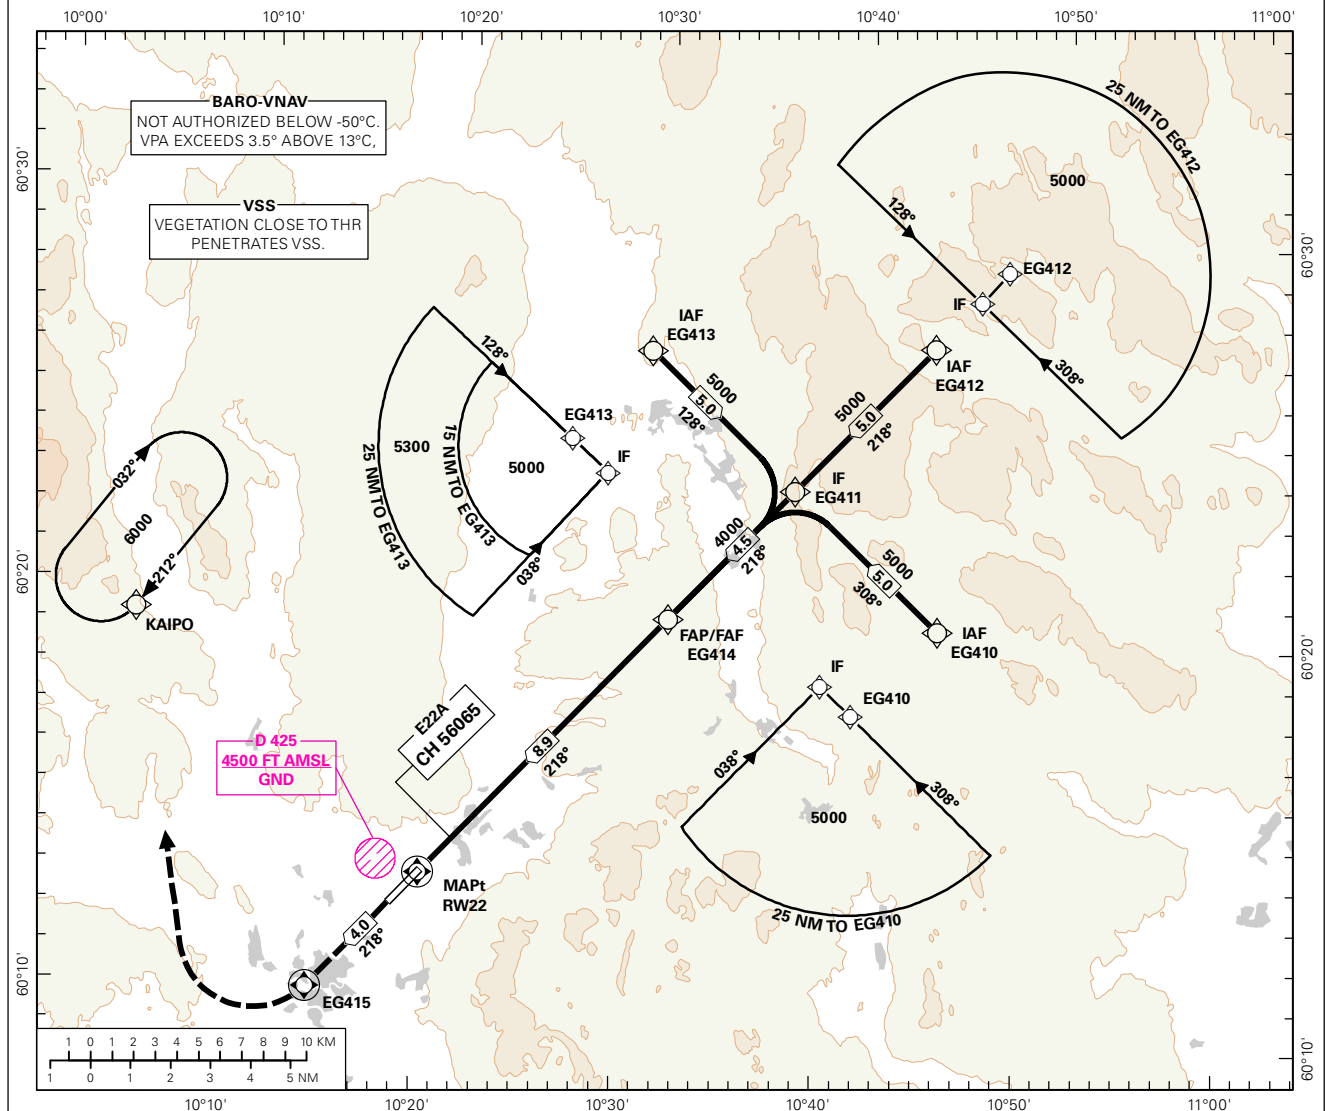 10°00' 10°10' 10°20' 10°30' 10°40' 10°50' 11°00'
BARO-VNAV
NOT AUTHORIZED BELOW -50°C.
VPA EXCEEDS 3.5° ABOVE 13°C,
VSS
VEGETATION CLOSE TO THR
PENETRATES VSS.
60°30'
60°20'
60°10'
60°30'
60°20'
60°10'
25 NM TO EG412
5000
128°
EG412
IF
308°
IAF
EG413
5000
5.0
128°
IAF
EG412
5000
5.0
218°
IF
EG411
128°
EG413
IF
5300
5000
15 NM TO EG413
25 NM TO EG413
038°
032°
6000
212°
KAIPO
4000
4.5
218°
5000
5.0
308°
IAF
EG410
FAP/FAF
EG414
IF
EG410
038°
308°
5000
25 NM TO EG410
E22A
CH 56065
8.9
218°
D 425
4500 FT AMSL
GND
MAPt
RW22
4.0
218°
EG415
1 0 1 2 3 4 5 6 7 8 9 10 KM
1 0 1 2 3 4 5 NM
10°10' 10°20' 10°30' 10°40' 10°50' 11°00'